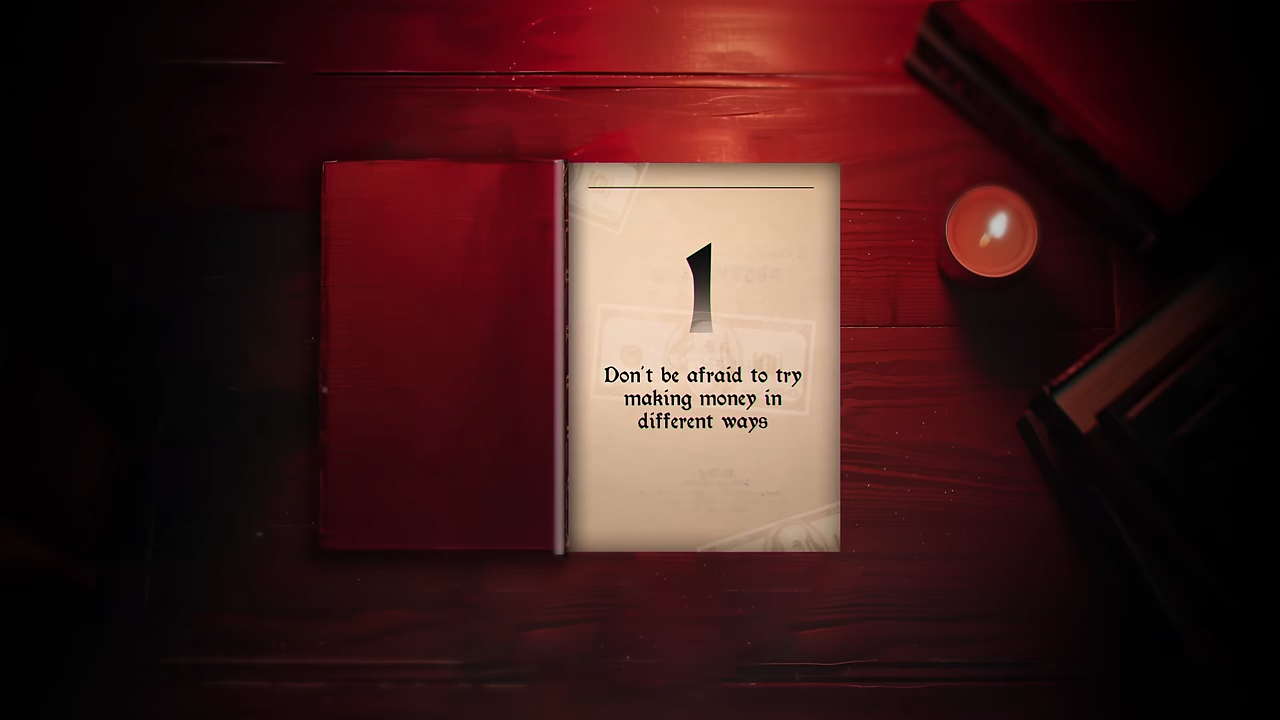 1
Don't be afraid to try
making money in
different ways